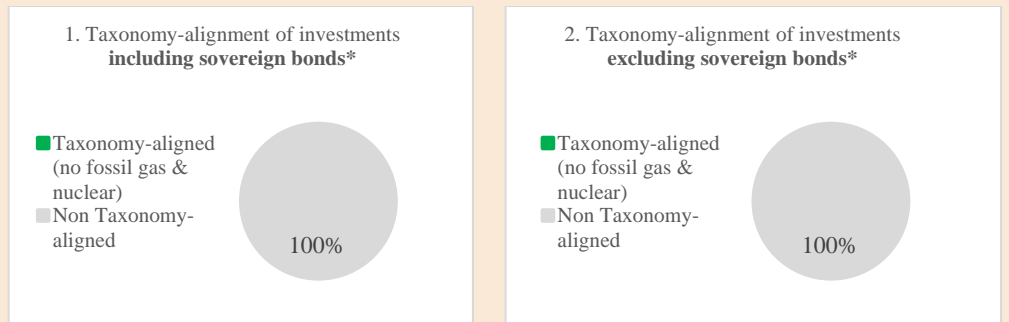 1. Taxonomy-alignment of investments
including sovereign bonds*
Taxonomy-aligned
(no fossil gas &
nuclear)
Non Taxonomy-
aligned
100%
2. Taxonomy-alignment of investments
excluding sovereign bonds*
Taxonomy-aligned
(no fossil gas &
nuclear)
Non Taxonomy-
aligned
100%